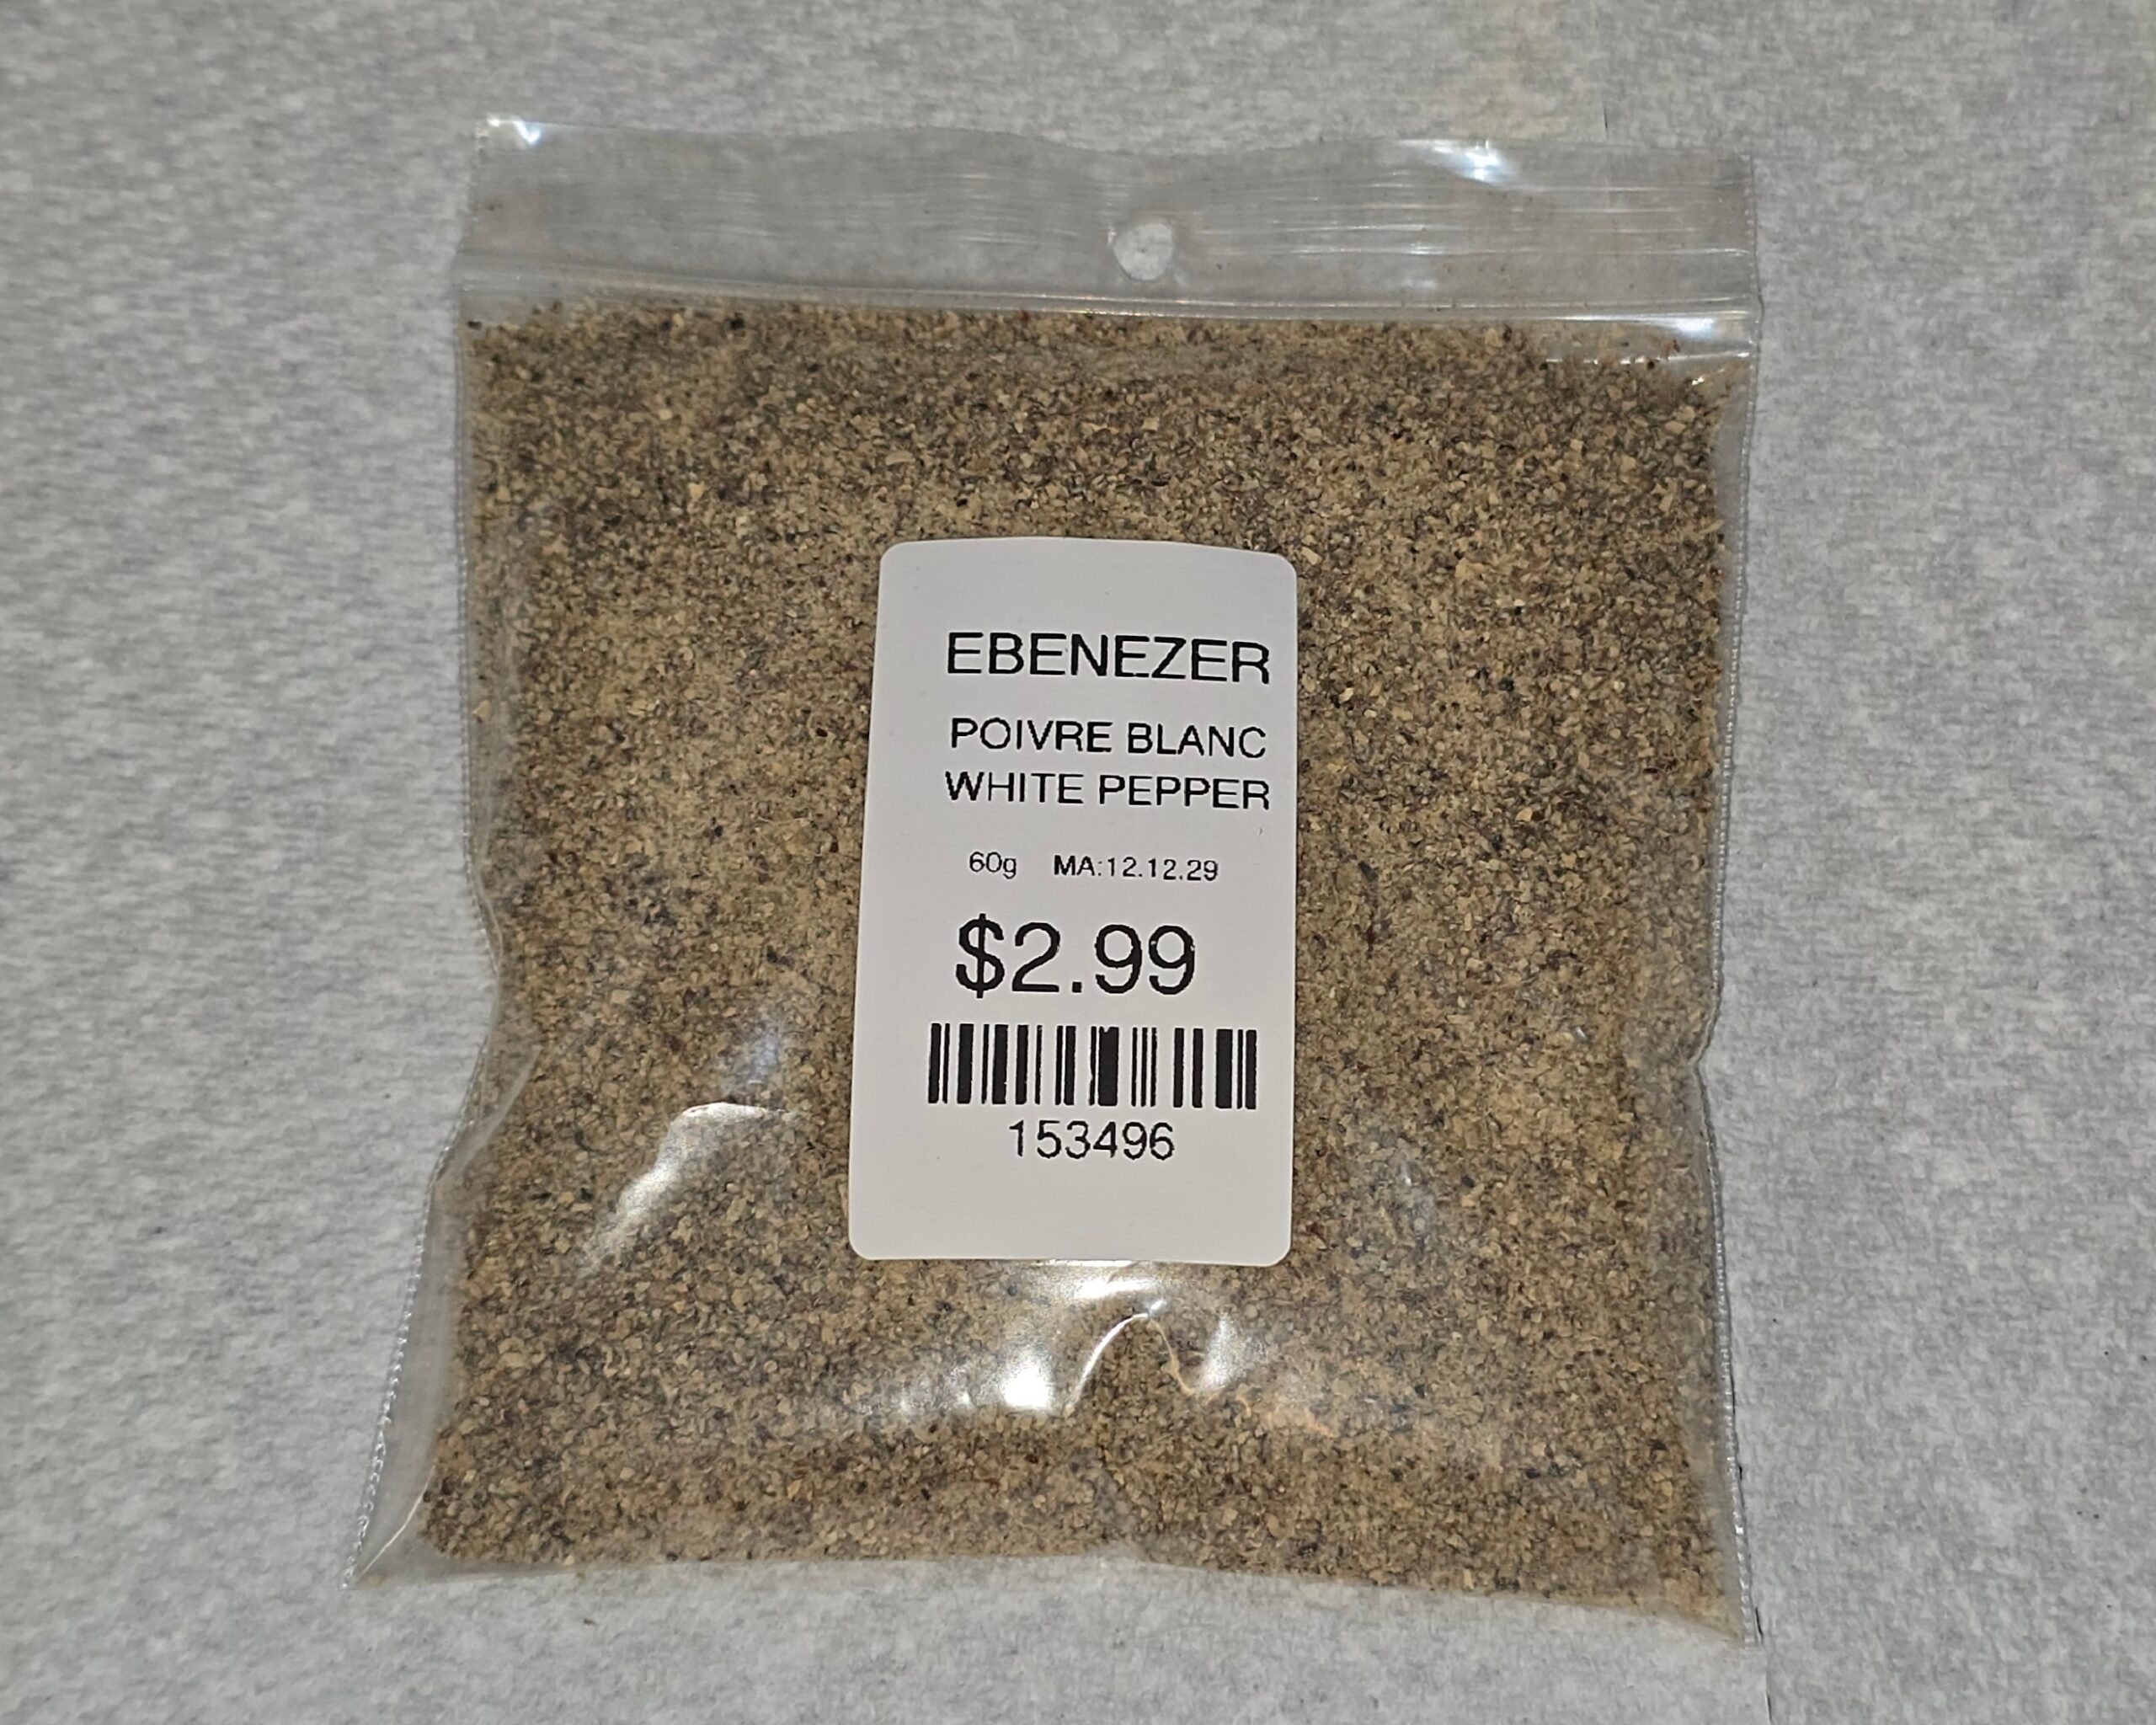 EBENEZER
POIVRE BLANC
WHITE PEPPER
60g MA:12.12.29
$2.99
153496